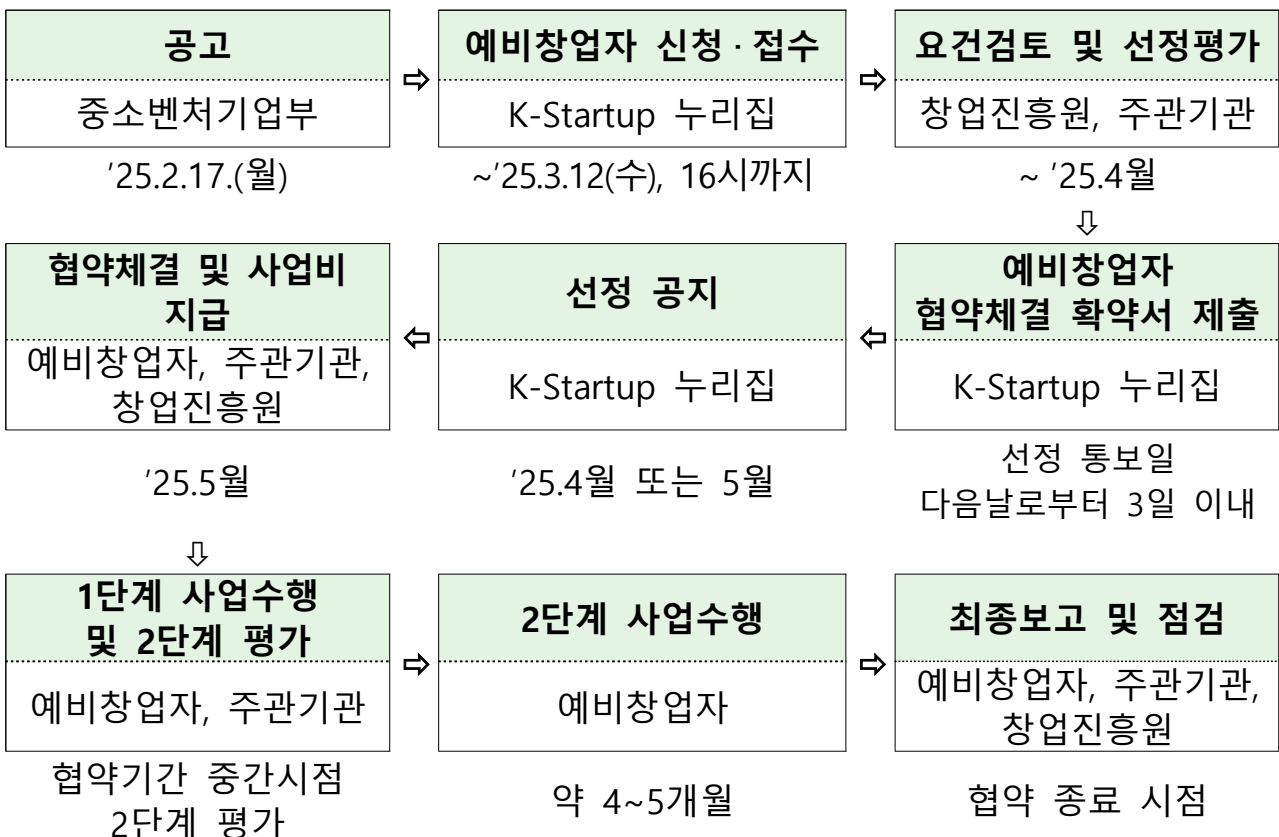 공고
중소벤처기업부
'25.2.17.(월)
⇨
예비창업자 신청·접수
K-Startup 누리집
~'25.3.12(수), 16시까지
⇨
요건검토 및 선정평가
창업진흥원, 주관기관
~ '25.4월
⇩
예비창업자
협약체결 확약서 제출
K-Startup 누리집
선정 통보일
다음날로부터 3일 이내
⇦
선정 공지
K-Startup 누리집
'25.4월 또는 5월
⇦
협약체결 및 사업비
지급
예비창업자, 주관기관,
창업진흥원
'25.5월
⇩
1단계 사업수행
및 2단계 평가
예비창업자, 주관기관
협약기간 중간시점
2단계 평가
⇨
2단계 사업수행
예비창업자
약 4~5개월
⇨
최종보고 및 점검
예비창업자, 주관기관,
창업진흥원
협약 종료 시점